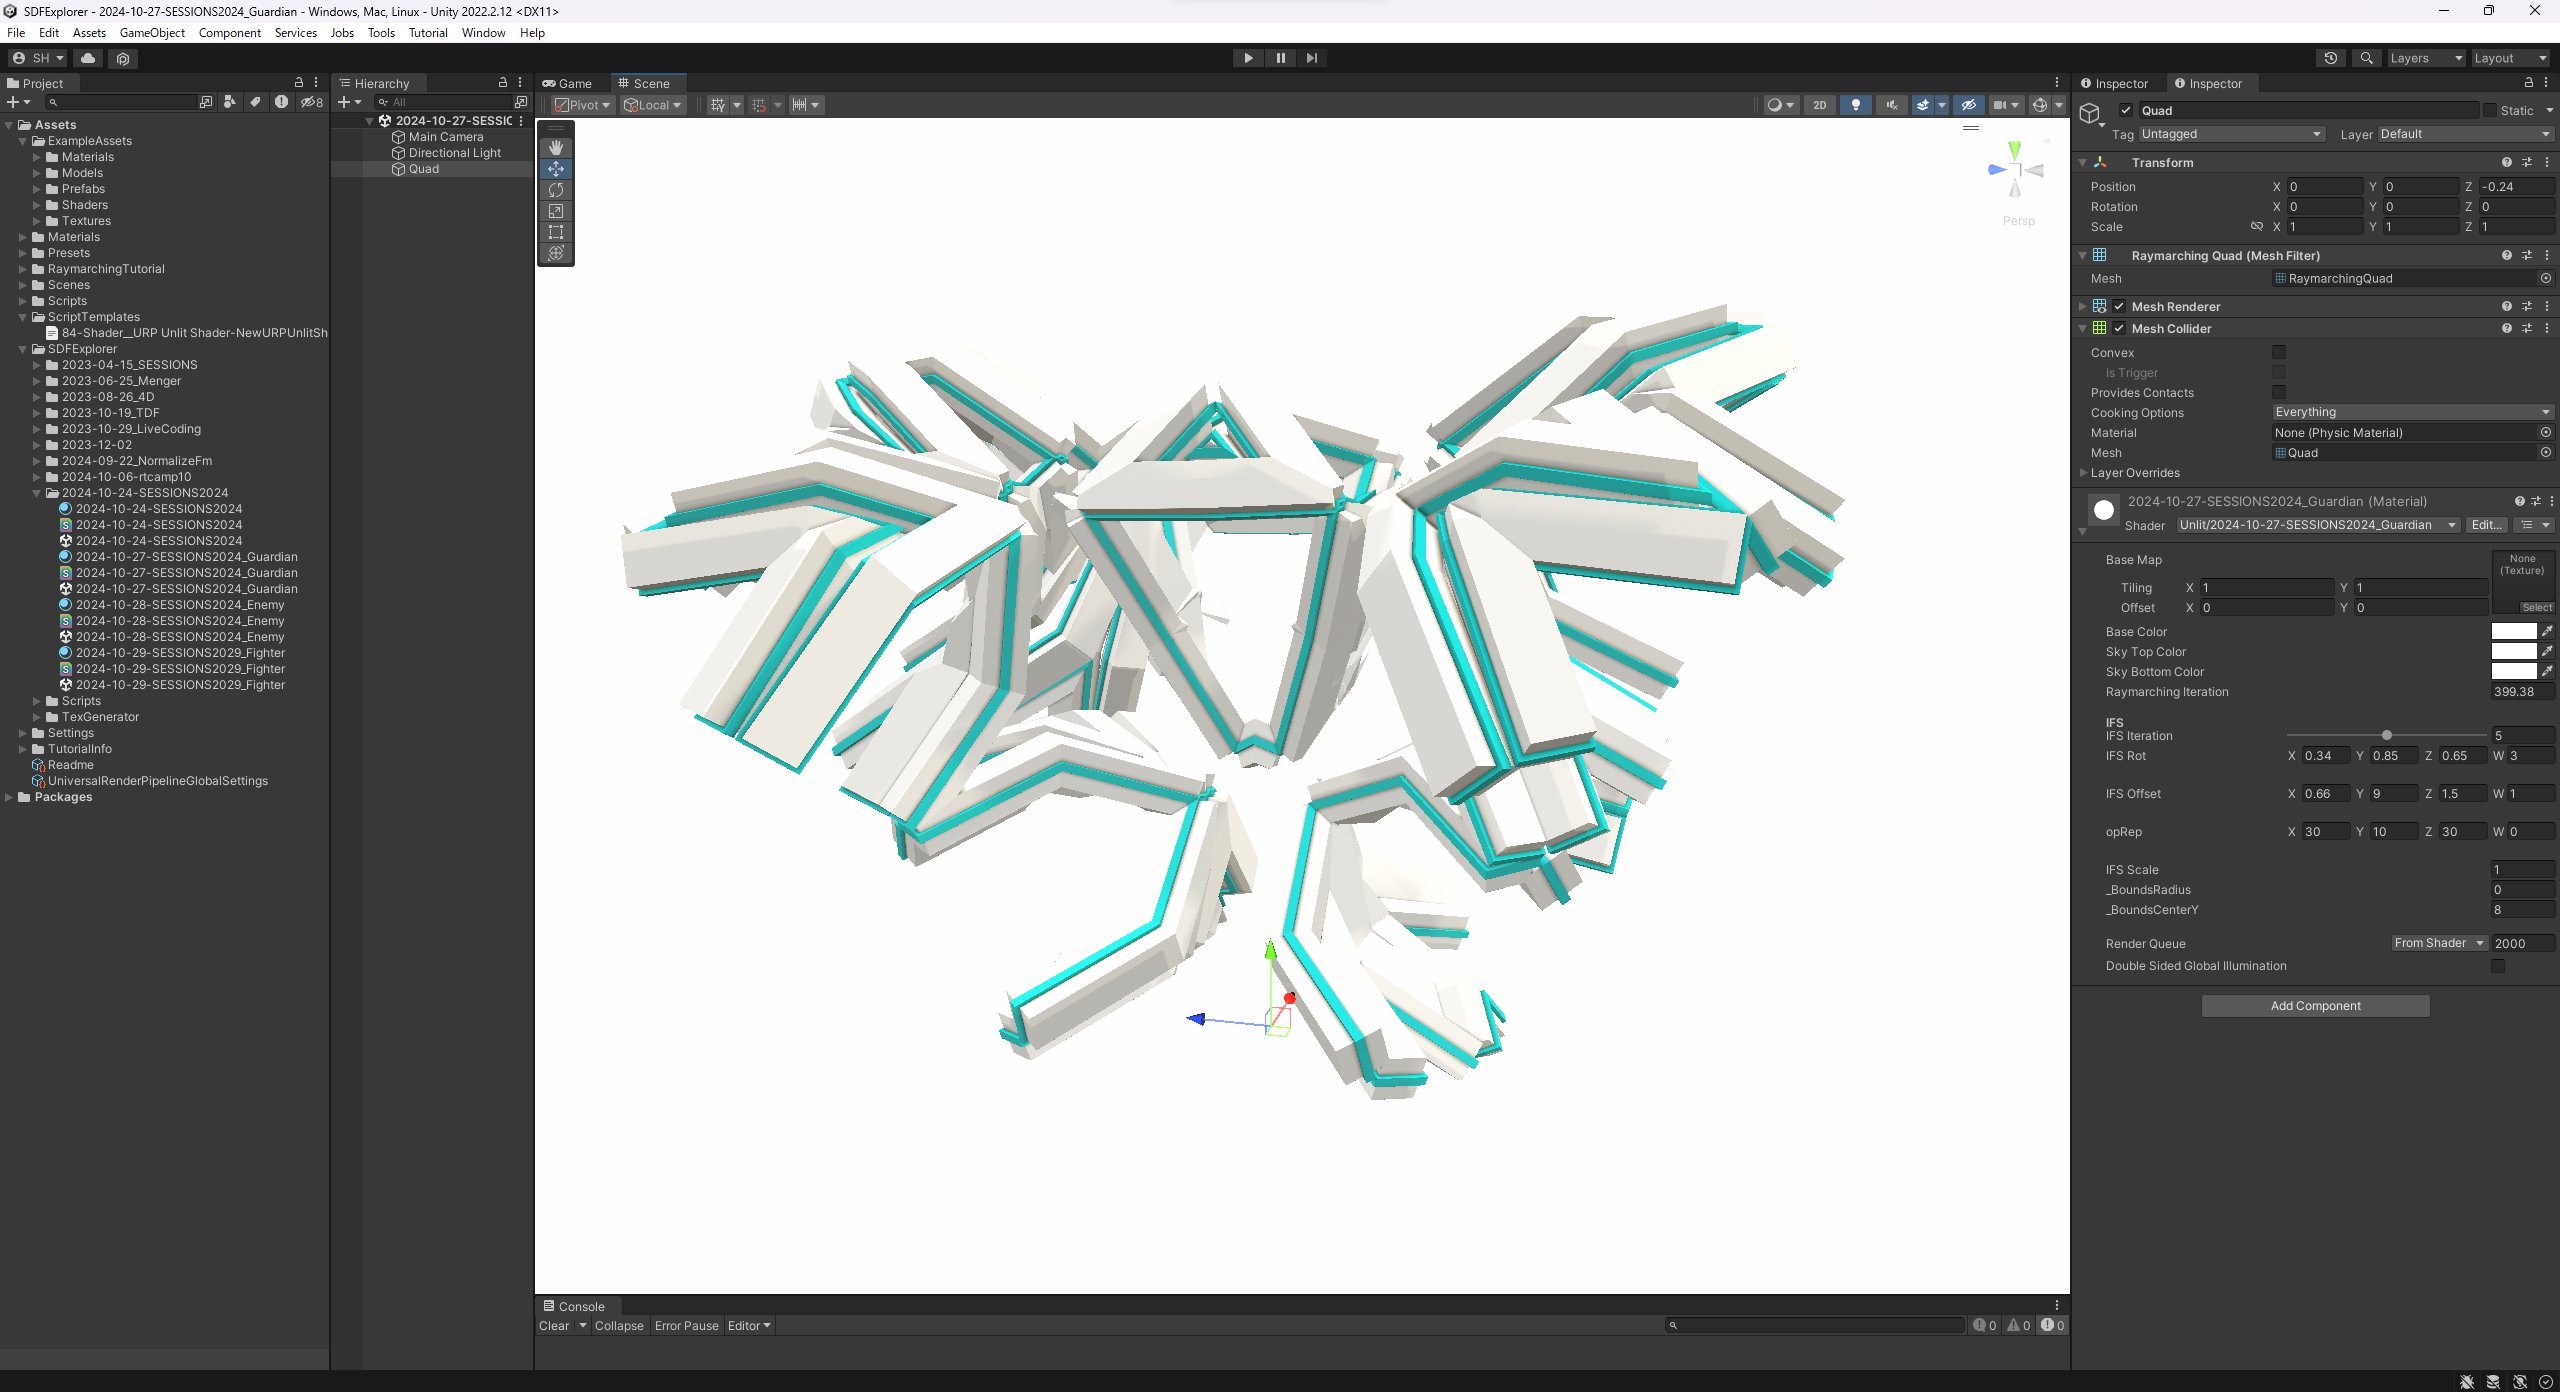 SDFExplorer - 2024-10-27-SESSIONS2024_Guardian - Windows, Mac, Linux - Unity 2022.2.12 <DX11>
File Edit Assets GameObject Component Services Jobs Tools Tutorial Window Help
SH Layers Layout
Project
8
Assets
ExampleAssets
Materials
Models
Prefabs
Shaders
Textures
Materials
Presets
RaymarchingTutorial
Scenes
Scripts
ScriptTemplates
84-Shader__URP Unlit Shader-NewURPUnlitSh
SDFExplorer
2023-04-15_SESSIONS
2023-06-25_Menger
2023-08-26_4D
2023-10-19_TDF
2023-10-29_LiveCoding
2023-12-02
2024-09-22_NormalizeFm
2024-10-06-rtcamp10
2024-10-24-SESSIONS2024
2024-10-24-SESSIONS2024
2024-10-24-SESSIONS2024
2024-10-24-SESSIONS2024
2024-10-27-SESSIONS2024_Guardian
2024-10-27-SESSIONS2024_Guardian
2024-10-27-SESSIONS2024_Guardian
2024-10-28-SESSIONS2024_Enemy
2024-10-28-SESSIONS2024_Enemy
2024-10-28-SESSIONS2024_Enemy
2024-10-29-SESSIONS2029_Fighter
2024-10-29-SESSIONS2029_Fighter
2024-10-29-SESSIONS2029_Fighter
Scripts
TexGenerator
Settings
TutorialInfo
Readme
UniversalRenderPipelineGlobalSettings
Packages
Hierarchy
All
2024-10-27-SESSIC
Main Camera
Directional Light
Quad
Game Scene
Pivot Local 2D
Persp
Console
Clear Collapse Error Pause Editor 0 0 0
Inspector Inspector
Quad Static
Tag Untagged Layer Default
Transform
Position X 0 Y 0 Z -0.24
Rotation X 0 Y 0 Z 0
Scale X 1 Y 1 Z 1
Raymarching Quad (Mesh Filter)
Mesh RaymarchingQuad
Mesh Renderer
Mesh Collider
Convex
Is Trigger
Provides Contacts
Cooking Options Everything
Material None (Physic Material)
Mesh Quad
Layer Overrides
2024-10-27-SESSIONS2024_Guardian (Material)
Shader Unlit/2024-10-27-SESSIONS2024_Guardian Edit...
Base Map None
(Texture)
Tiling X 1 Y 1
Offset X 0 Y 0 Select
Base Color
Sky Top Color
Sky Bottom Color
Raymarching Iteration 399.38
IFS
IFS Iteration 5
IFS Rot X 0.34 Y 0.85 Z 0.65 W 3
IFS Offset X 0.66 Y 9 Z 1.5 W 1
opRep X 30 Y 10 Z 30 W 0
IFS Scale 1
_BoundsRadius 0
_BoundsCenterY 8
Render Queue From Shader 2000
Double Sided Global Illumination
Add Component